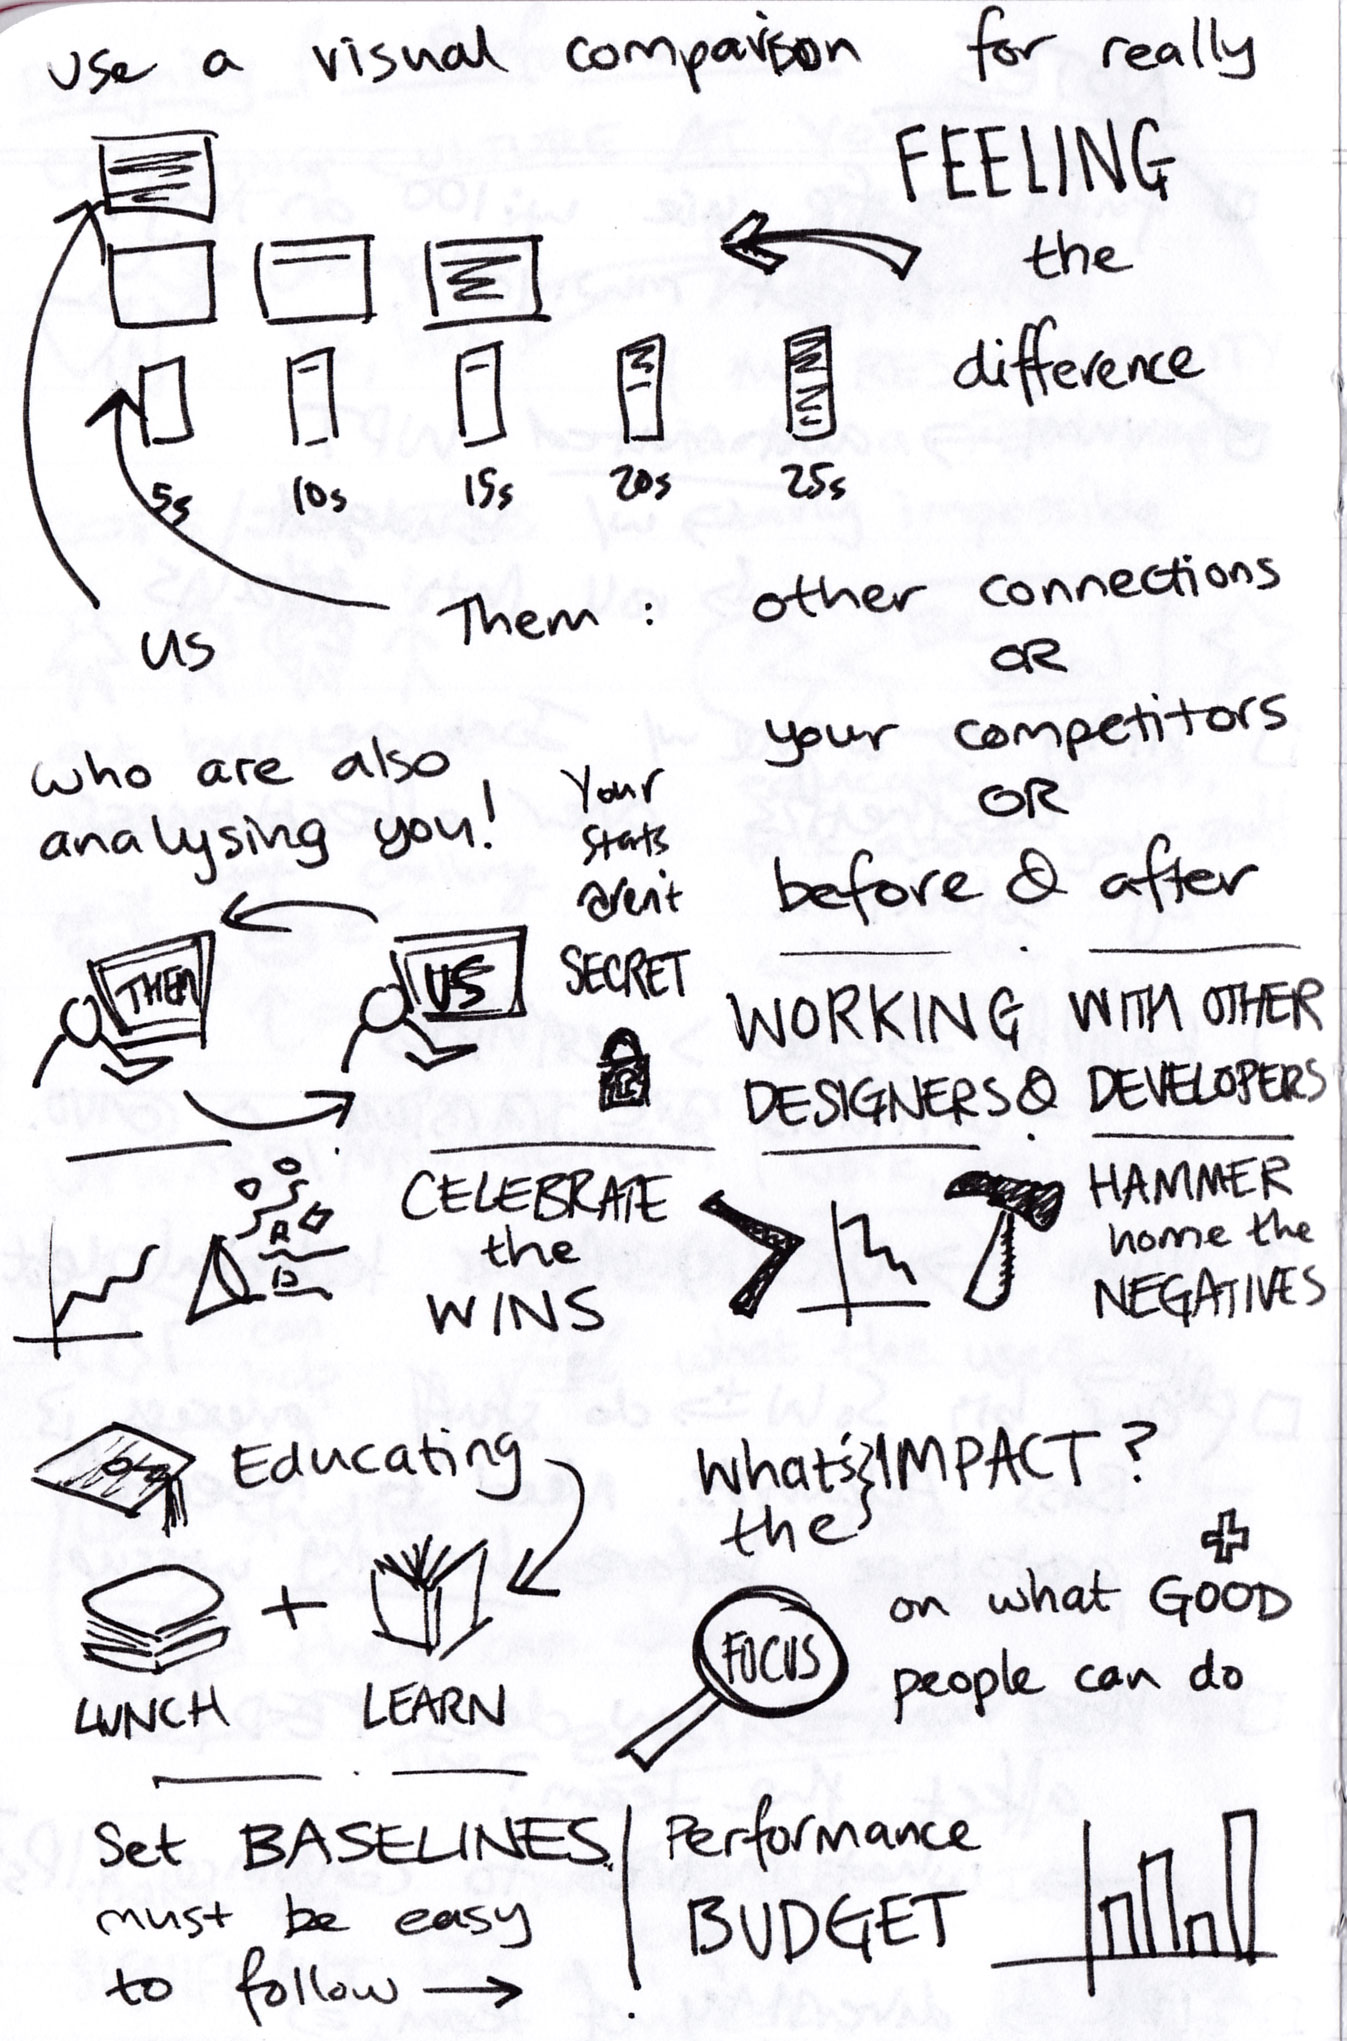 use a visual comparison for really
FEELING
the
difference
5s 10s 15s 20s 25s
us
Them : other connections
OR
your competitors
OR
before & after
who are also
analysing you!
Your
stats
aren't
SECRET
THEM
US
WORKING WITH OTHER
DESIGNERS & DEVELOPERS
CELEBRATE
the
WINS
HAMMER
home the
NEGATIVES
Educating
LUNCH + LEARN
What's the } IMPACT ?
FOCUS
on what GOOD
people can do
Set BASELINES
must be easy
to follow →
Performance
BUDGET